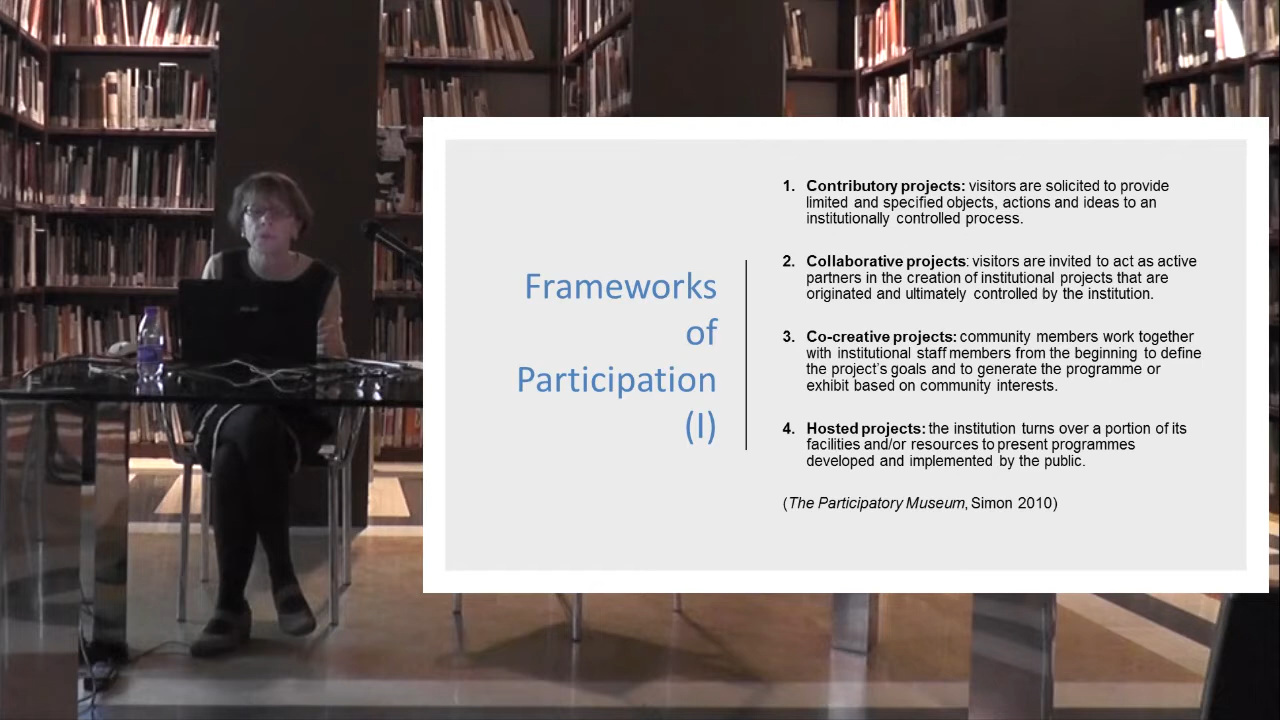 Frameworks
of
Participation
(I)
1. Contributory projects: visitors are solicited to provide
limited and specified objects, actions and ideas to an
institutionally controlled process.
2. Collaborative projects: visitors are invited to act as active
partners in the creation of institutional projects that are
originated and ultimately controlled by the institution.
3. Co-creative projects: community members work together
with institutional staff members from the beginning to define
the project's goals and to generate the programme or
exhibit based on community interests.
4. Hosted projects: the institution turns over a portion of its
facilities and/or resources to present programmes
developed and implemented by the public.
(The Participatory Museum, Simon 2010)